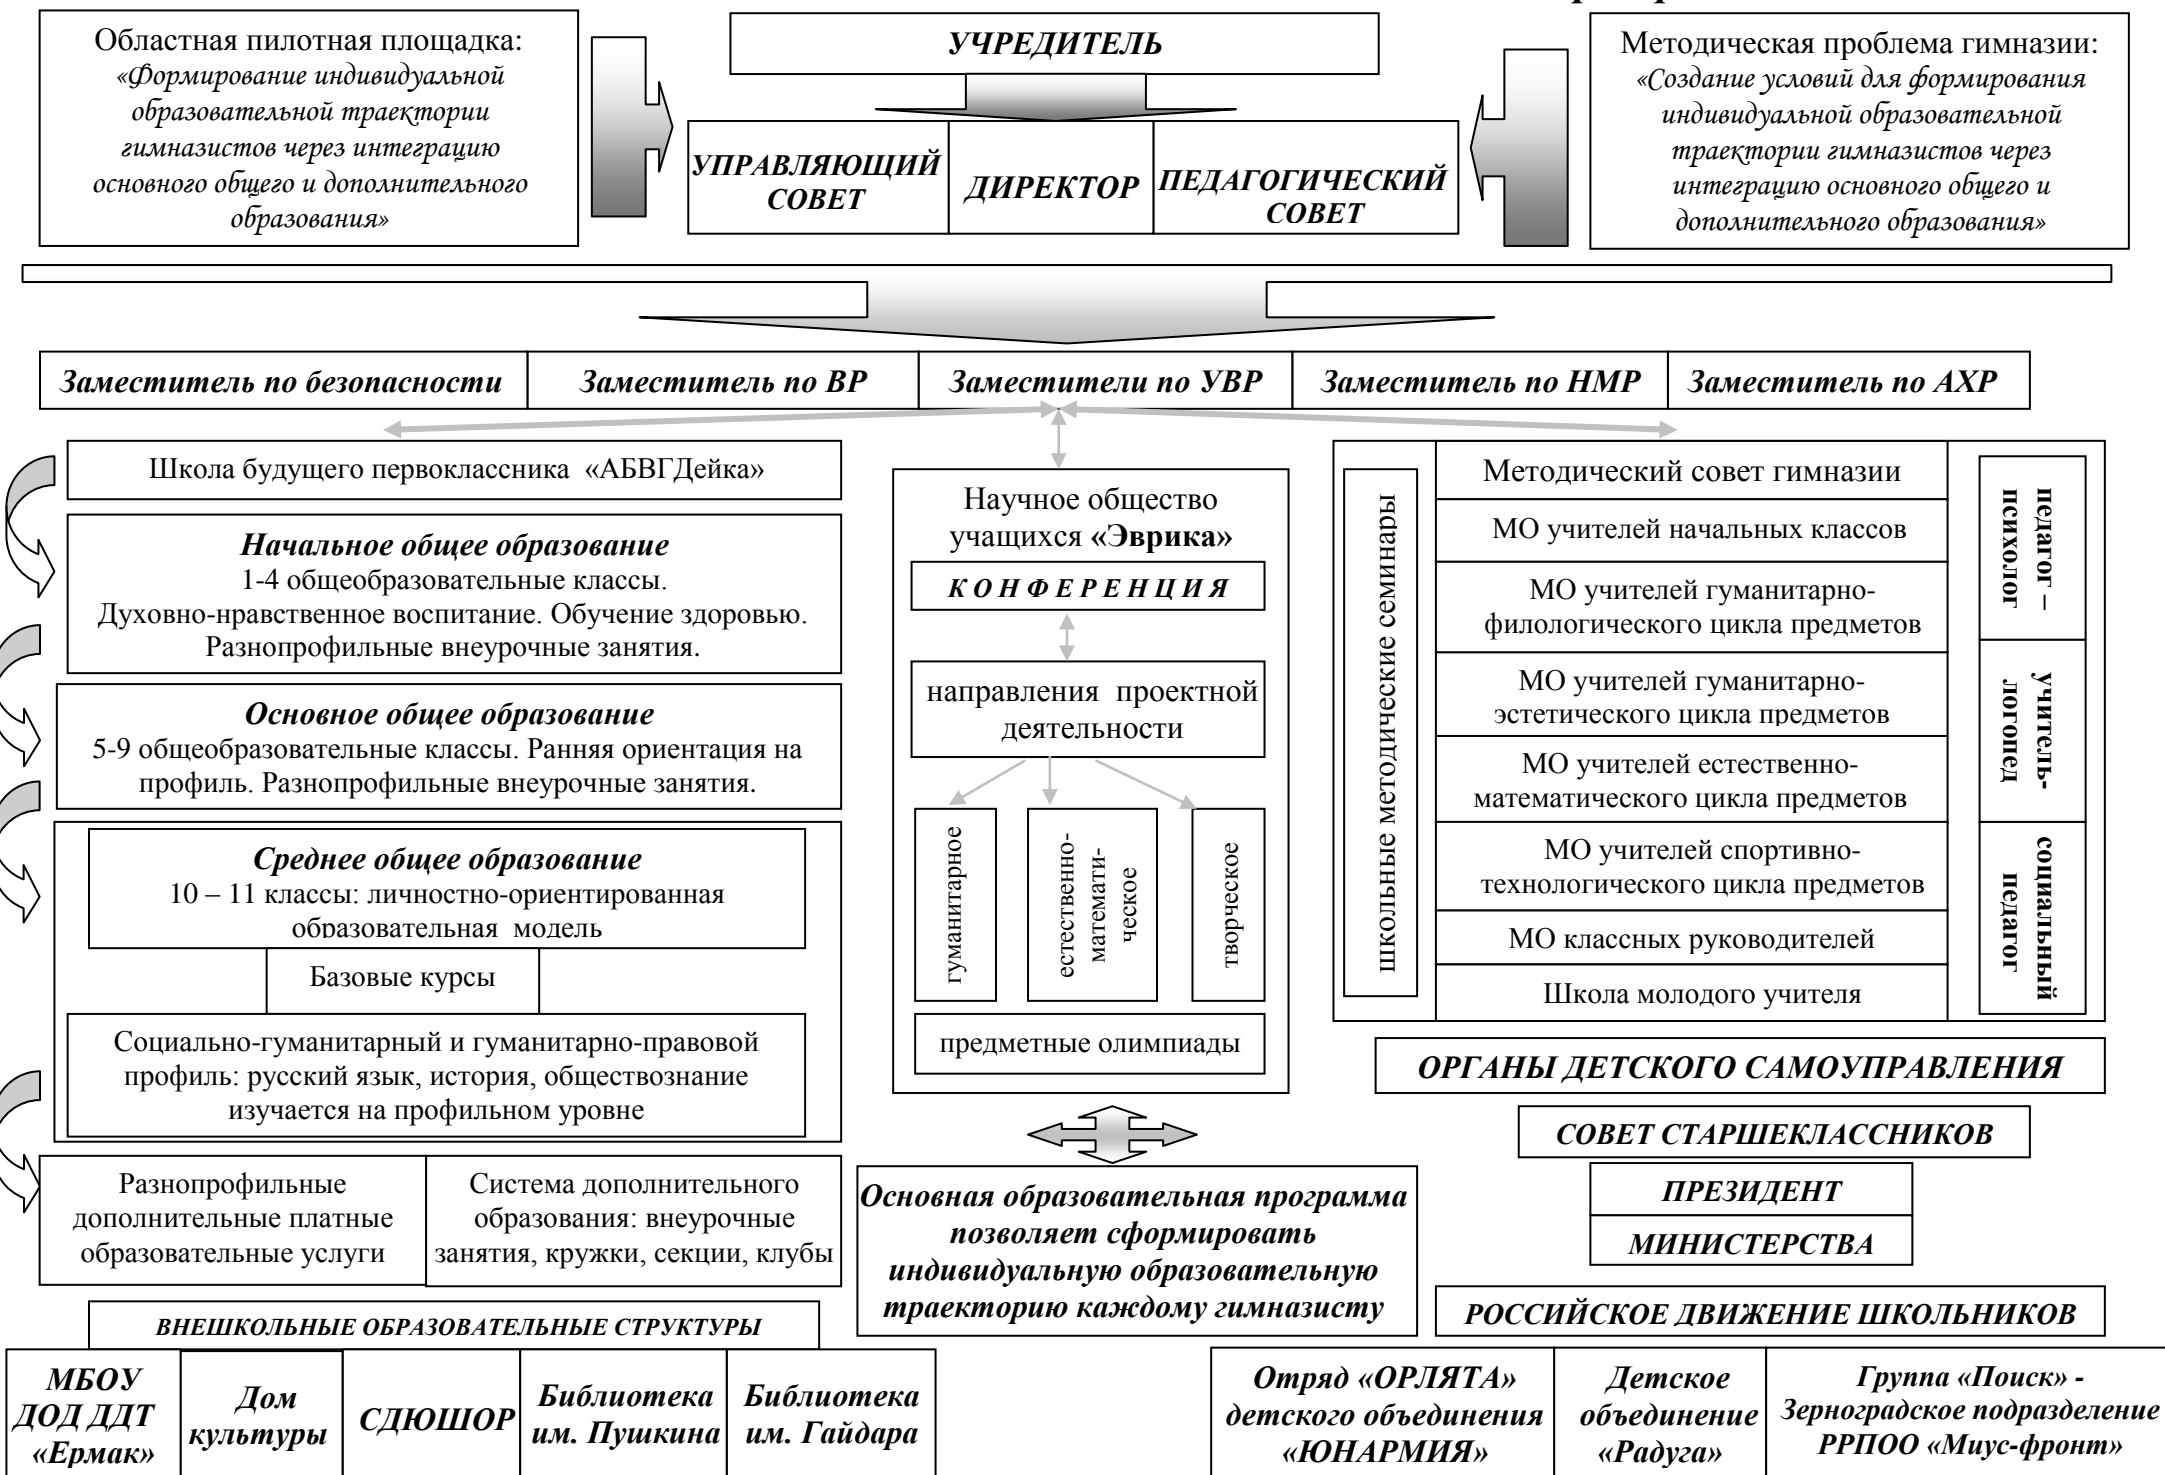 Областная пилотная площадка:
«Формирование индивидуальной
образовательной траектории
гимназистов через интеграцию
основного общего и дополнительного
образования»
УЧРЕДИТЕЛЬ
УПРАВЛЯЮЩИЙ
СОВЕТ
ДИРЕКТОР
ПЕДАГОГИЧЕСКИЙ
СОВЕТ
Методическая проблема гимназии:
«Создание условий для формирования
индивидуальной образовательной
траектории гимназистов через
интеграцию основного общего и
дополнительного образования»
Заместитель по безопасности
Заместитель по ВР
Заместители по УВР
Заместитель по НМР
Заместитель по АХР
Школа будущего первоклассника «АБВГДейка»
Начальное общее образование
1-4 общеобразовательные классы.
Духовно-нравственное воспитание. Обучение здоровью.
Разнопрофильные внеурочные занятия.
Основное общее образование
5-9 общеобразовательные классы. Ранняя ориентация на
профиль. Разнопрофильные внеурочные занятия.
Среднее общее образование
10 – 11 классы: личностно-ориентированная
образовательная модель
Базовые курсы
Социально-гуманитарный и гуманитарно-правовой
профиль: русский язык, история, обществознание
изучается на профильном уровне
Разнопрофильные
дополнительные платные
образовательные услуги
Система дополнительного
образования: внеурочные
занятия, кружки, секции, клубы
ВНЕШКОЛЬНЫЕ ОБРАЗОВАТЕЛЬНЫЕ СТРУКТУРЫ
МБОУ
ДОД ДДТ
«Ермак»
Дом
культуры
СДЮШОР
Библиотека
им. Пушкина
Библиотека
им. Гайдара
Научное общество
учащихся «Эврика»
К О Н Ф Е Р Е Н Ц И Я
направления проектной
деятельности
гуманитарное
естественно-
математи-
ческое
творческое
предметные олимпиады
Основная образовательная программа
позволяет сформировать
индивидуальную образовательную
траекторию каждому гимназисту
школьные методические семинары
Методический совет гимназии
МО учителей начальных классов
МО учителей гуманитарно-
филологического цикла предметов
МО учителей гуманитарно-
эстетического цикла предметов
МО учителей естественно-
математического цикла предметов
МО учителей спортивно-
технологического цикла предметов
МО классных руководителей
Школа молодого учителя
педагог –
психолог
учитель-
логопед
социальный
педагог
ОРГАНЫ ДЕТСКОГО САМОУПРАВЛЕНИЯ
СОВЕТ СТАРШЕКЛАССНИКОВ
ПРЕЗИДЕНТ
МИНИСТЕРСТВА
РОССИЙСКОЕ ДВИЖЕНИЕ ШКОЛЬНИКОВ
Отряд «ОРЛЯТА»
детского объединения
«ЮНАРМИЯ»
Детское
объединение
«Радуга»
Группа «Поиск» -
Зерноградское подразделение
РРПОО «Миус-фронт»